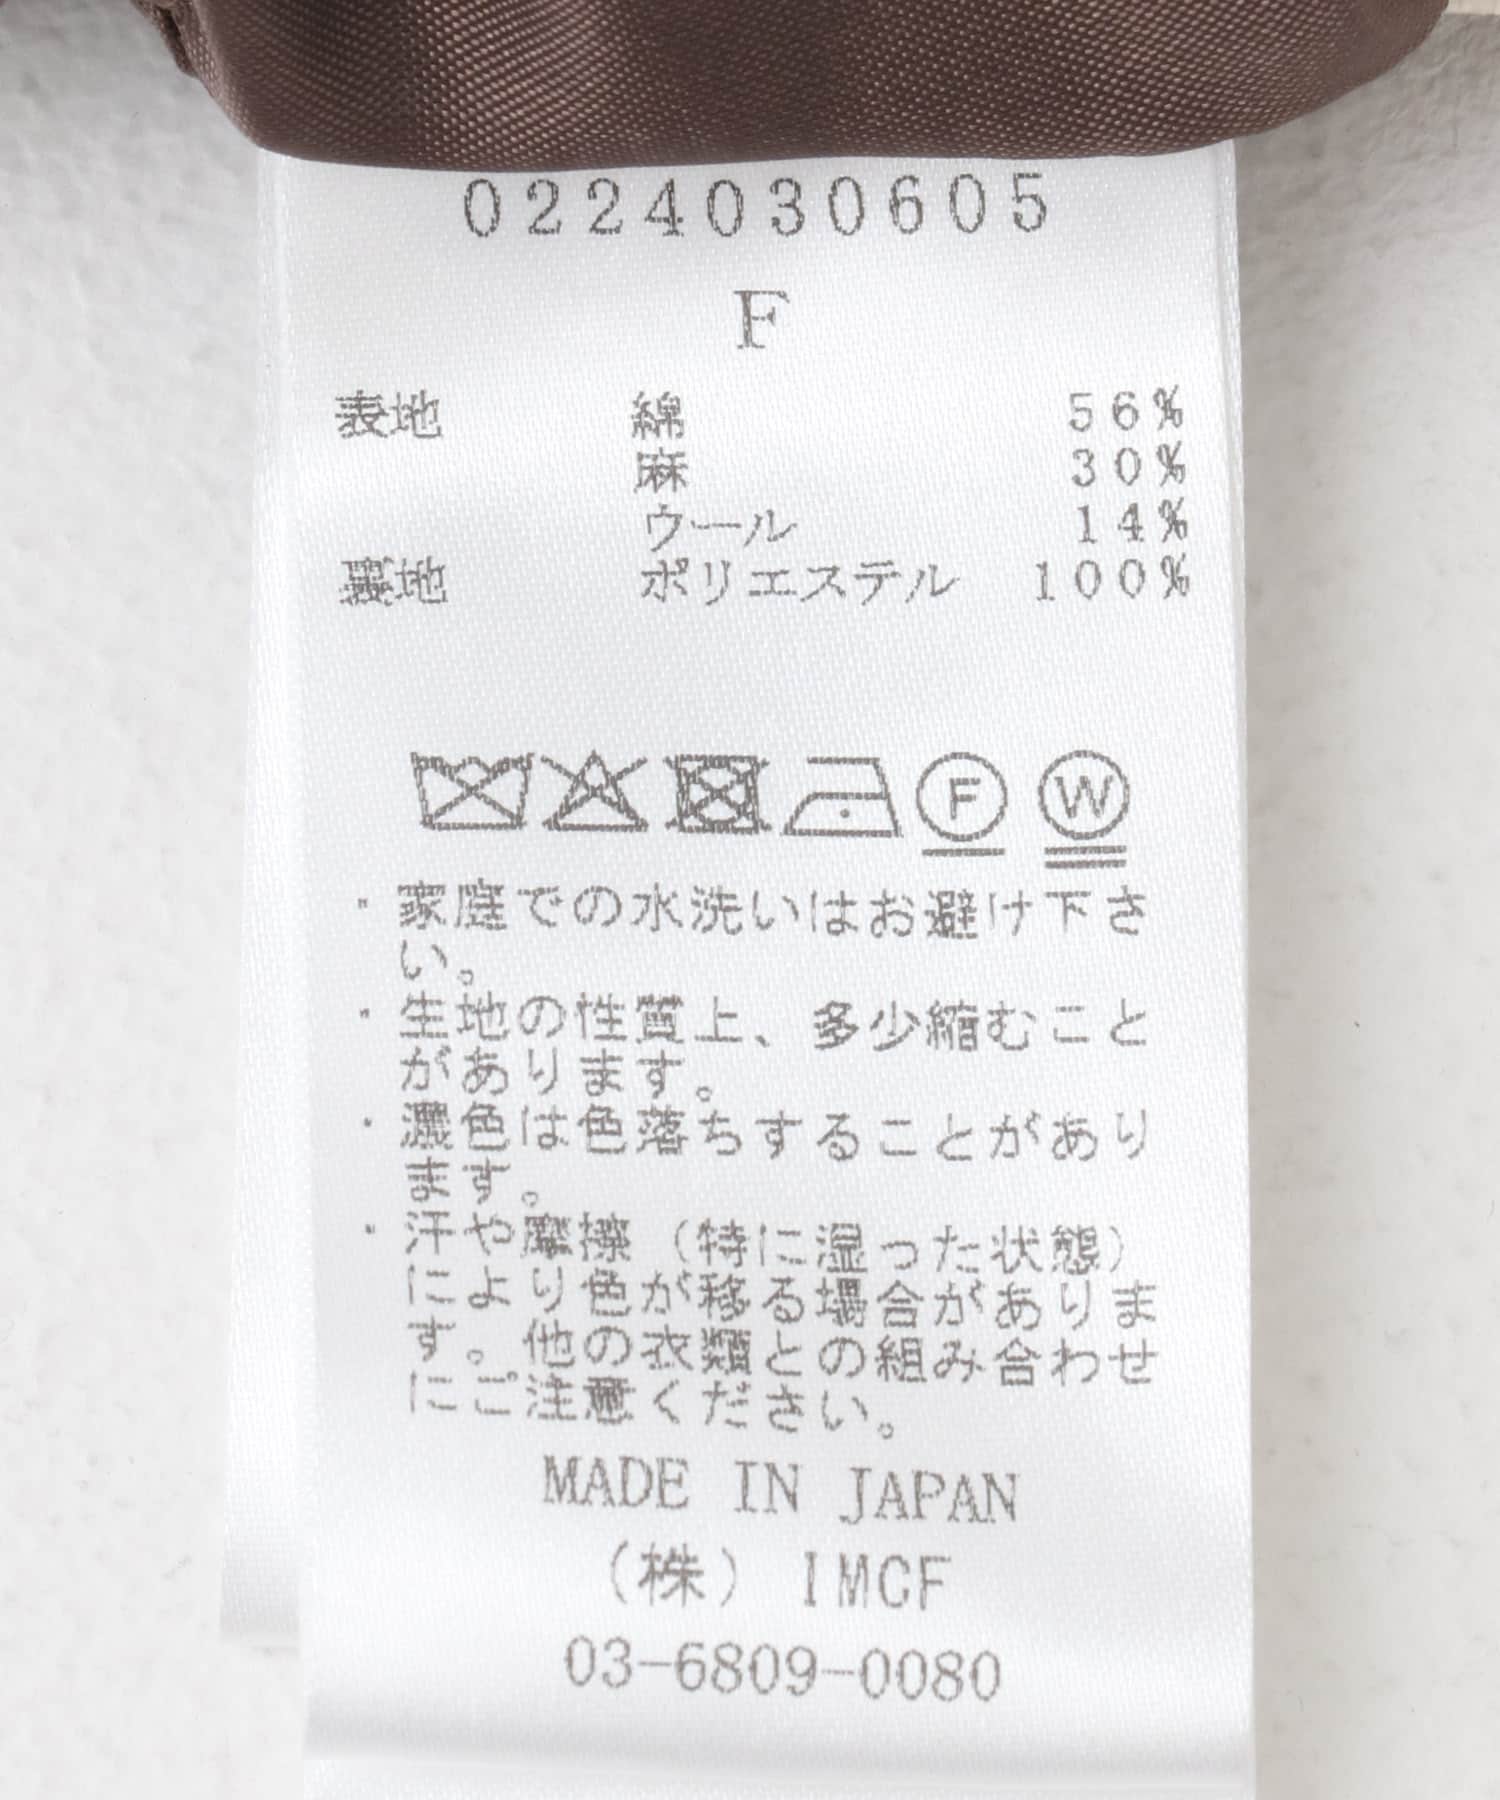 0224030605
F
表地 綿 56%
麻 30%
ウール 14%
裏地 ポリエステル 100%
F W
・家庭での水洗いはお避け下さ
い。
・生地の性質上、多少縮むこと
があります。
・濃色は色落ちすることがあり
ます。
・汗や摩擦(特に湿った状態)
により色が移る場合がありま
す。他の衣類との組み合わせ
にご注意ください。
MADE IN JAPAN
(株) IMCF
03-6809-0080